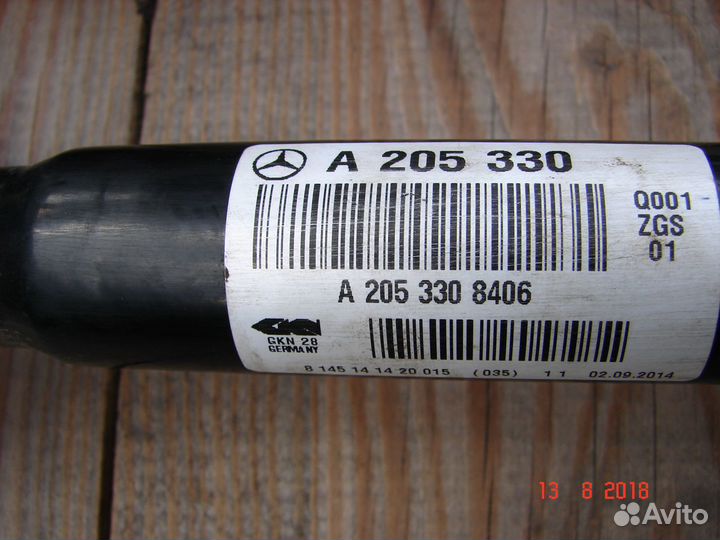 A 205 330
Q001
ZGS
01
A 205 330 8406
GKN
GKN 28
GERMANY
8 145 14 14 20 015 (035) 1 1 02.09.2014
13 8 2018
Avito